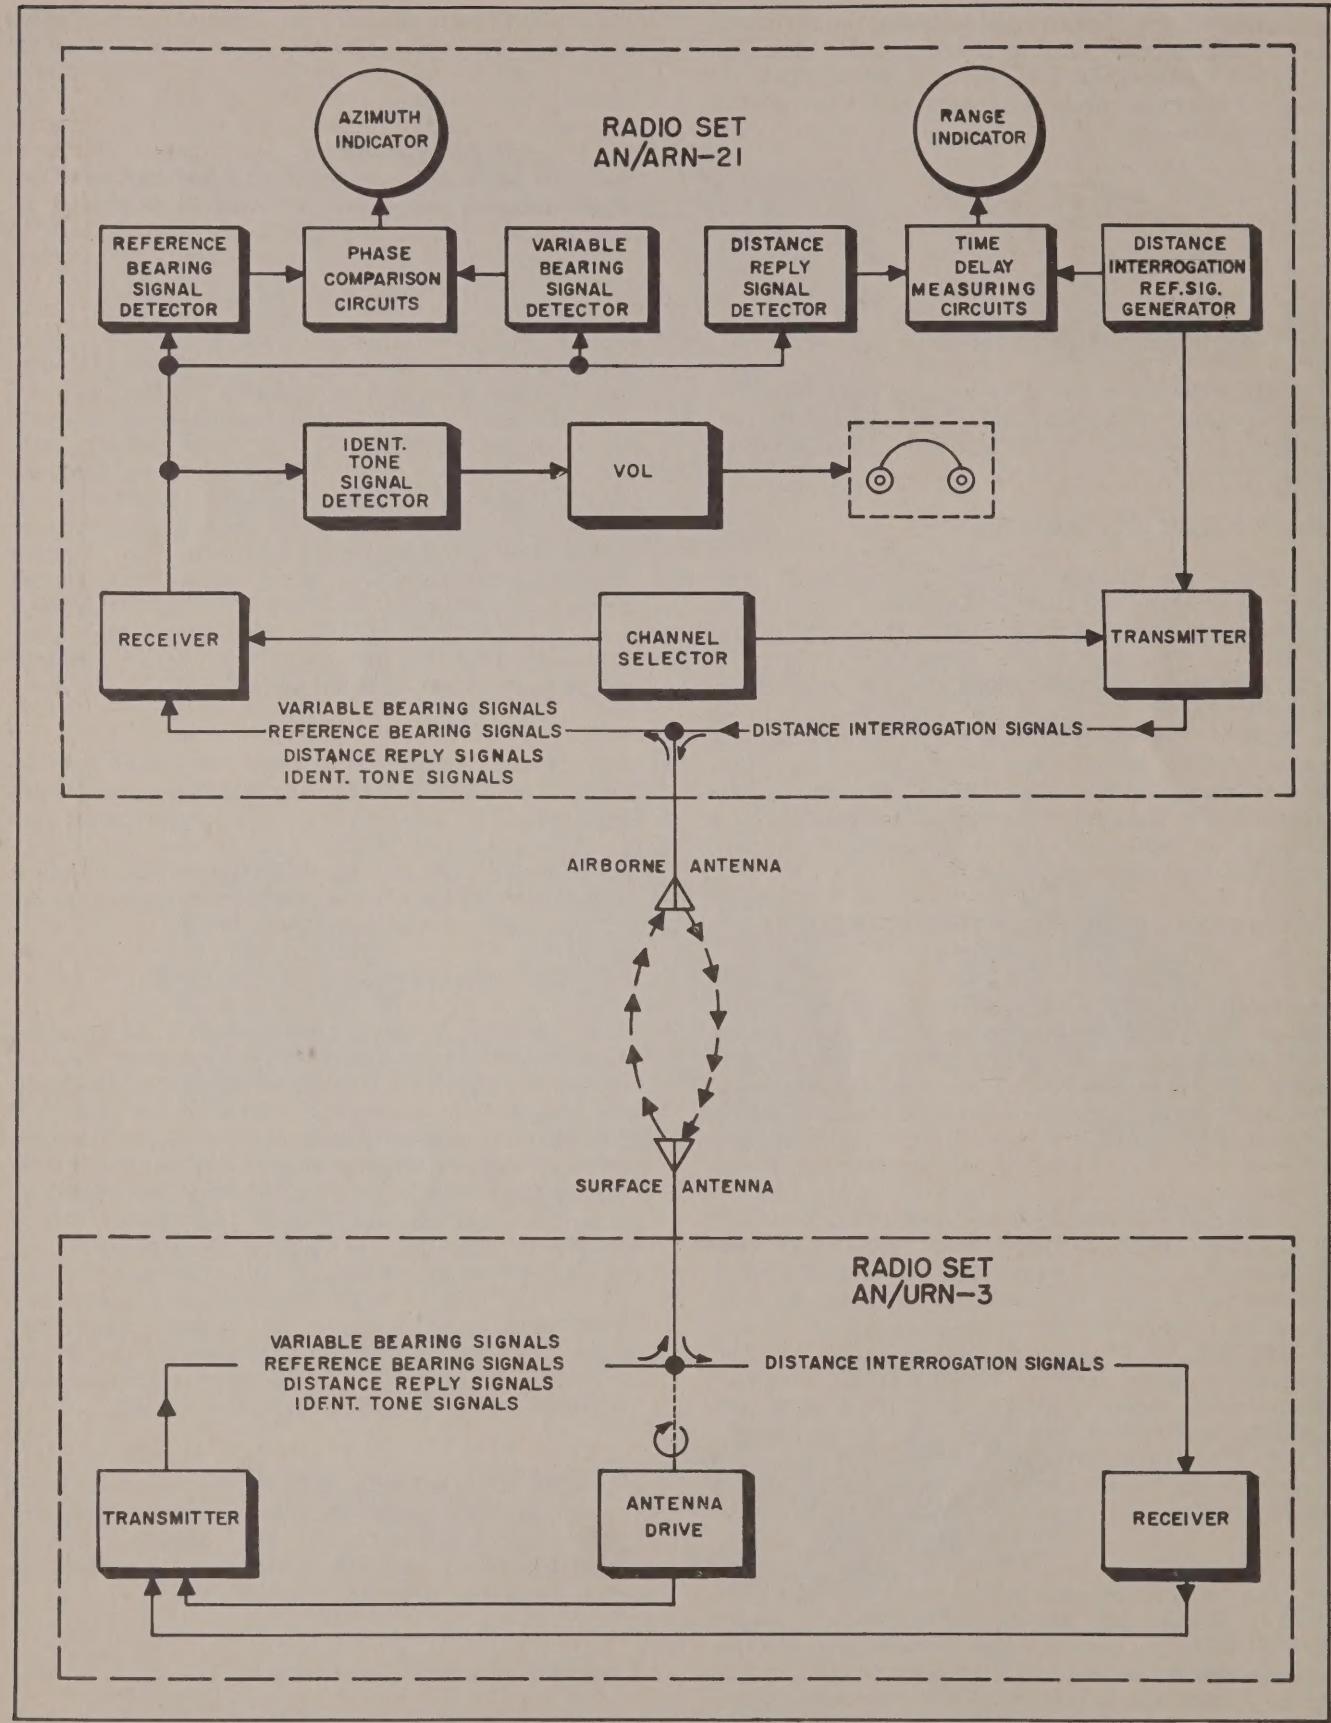 AZIMUTH
INDICATOR
RADIO SET
AN/ARN-21
RANGE
INDICATOR
REFERENCE
BEARING
SIGNAL
DETECTOR
PHASE
COMPARISON
CIRCUITS
VARIABLE
BEARING
SIGNAL
DETECTOR
DISTANCE
REPLY
SIGNAL
DETECTOR
TIME
DELAY
MEASURING
CIRCUITS
DISTANCE
INTERROGATION
REF.SIG.
GENERATOR
IDENT.
TONE
SIGNAL
DETECTOR
VOL
RECEIVER
CHANNEL
SELECTOR
TRANSMITTER
VARIABLE BEARING SIGNALS
REFERENCE BEARING SIGNALS
DISTANCE REPLY SIGNALS
IDENT. TONE SIGNALS
DISTANCE INTERROGATION SIGNALS
AIRBORNE ANTENNA
SURFACE ANTENNA
RADIO SET
AN/URN-3
VARIABLE BEARING SIGNALS
REFERENCE BEARING SIGNALS
DISTANCE REPLY SIGNALS
IDENT. TONE SIGNALS
DISTANCE INTERROGATION SIGNALS
TRANSMITTER
ANTENNA
DRIVE
RECEIVER